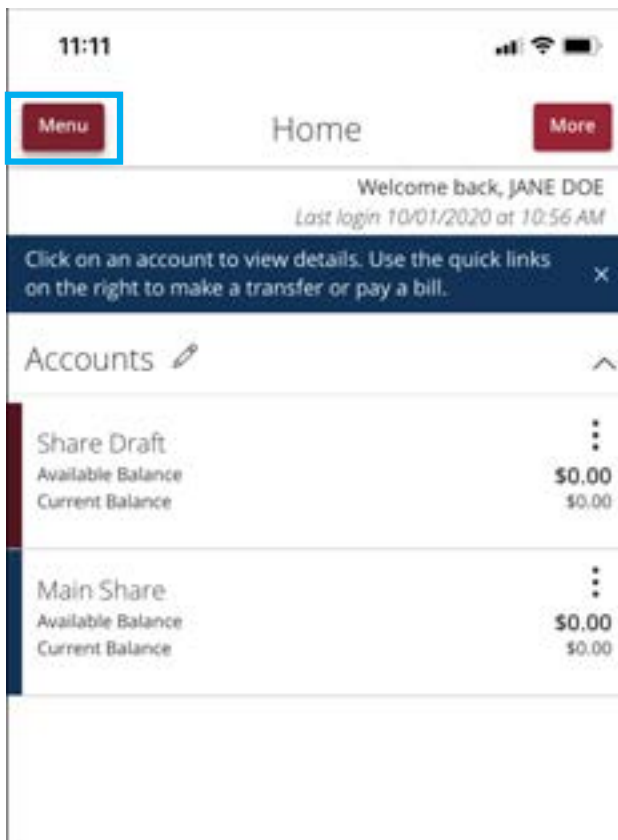 11:11
Menu Home More
Welcome back, JANE DOE
Last login 10/01/2020 at 10:56 AM
Click on an account to view details. Use the quick links
on the right to make a transfer or pay a bill.
Accounts
Share Draft
Available Balance $0.00
Current Balance $0.00
Main Share
Available Balance $0.00
Current Balance $0.00